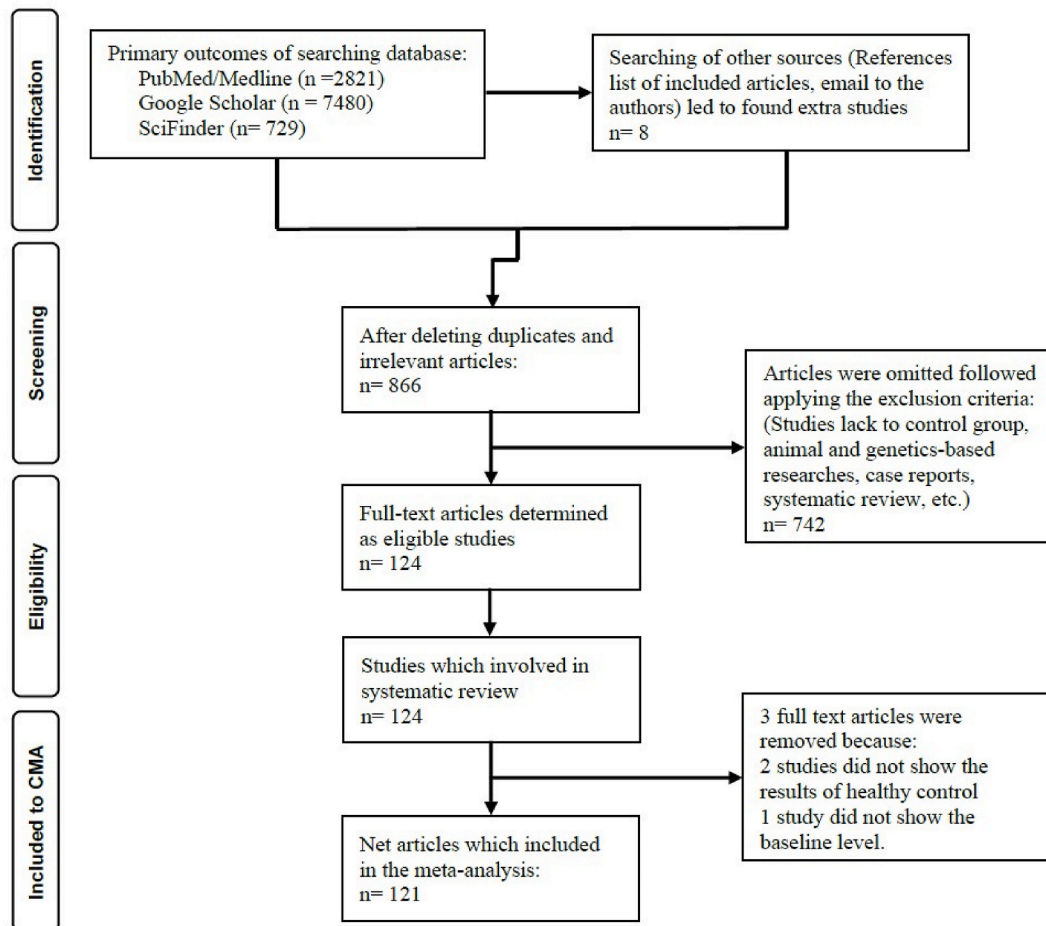 Identification
Primary outcomes of searching database:
PubMed/Medline (n =2821)
Google Scholar (n = 7480)
SciFinder (n= 729)
Searching of other sources (References
list of included articles, email to the
authors) led to found extra studies
n= 8
Screening
After deleting duplicates and
irrelevant articles:
n= 866
Articles were omitted followed
applying the exclusion criteria:
(Studies lack to control group,
animal and genetics-based
researches, case reports,
systematic review, etc.)
n= 742
Eligibility
Full-text articles determined
as eligible studies
n= 124
Studies which involved in
systematic review
n= 124
Included to CMA
3 full text articles were
removed because:
2 studies did not show the
results of healthy control
1 study did not show the
baseline level.
Net articles which included
in the meta-analysis:
n= 121